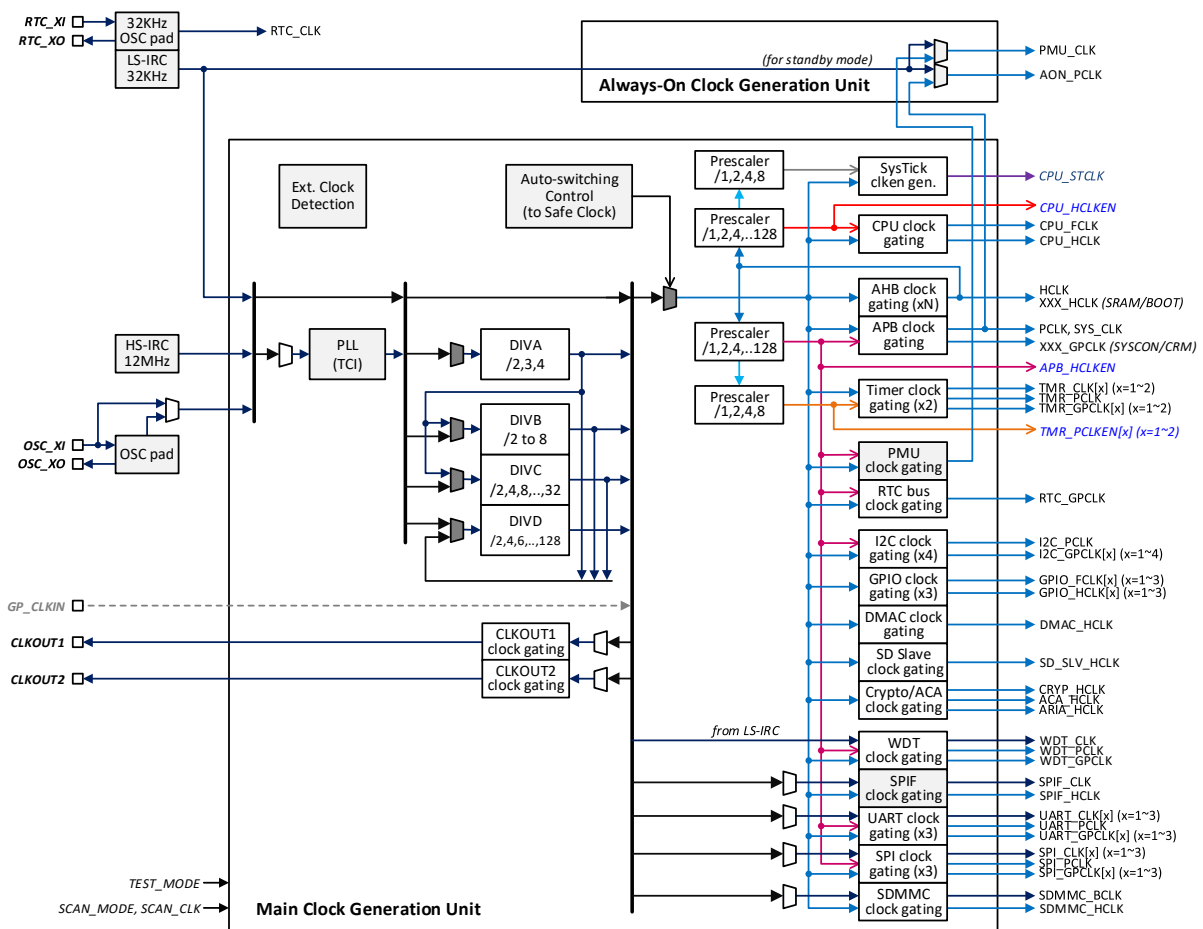 RTC_XI
RTC_XO
32KHz
OSC pad
LS-IRC
32KHz
RTC_CLK
(for standby mode)
Always-On Clock Generation Unit
PMU_CLK
AON_PCLK
Ext. Clock
Detection
Auto-switching
Control
(to Safe Clock)
Prescaler
/1,2,4,8
SysTick
clken gen.
CPU_STCLK
Prescaler
/1,2,4,..128
CPU_HCLKEN
CPU clock
gating
CPU_FCLK
CPU_HCLK
AHB clock
gating (xN)
HCLK
XXX_HCLK (SRAM/BOOT)
HS-IRC
12MHz
PLL
(TCI)
DIVA
/2,3,4
Prescaler
/1,2,4,..128
APB clock
gating
PCLK, SYS_CLK
XXX_GPCLK (SYSCON/CRM)
APB_HCLKEN
Prescaler
/1,2,4,8
Timer clock
gating (x2)
TMR_CLK[x] (x=1~2)
TMR_PCLK
TMR_GPCLK[x] (x=1~2)
TMR_PCLKEN[x] (x=1~2)
OSC_XI
OSC_XO
OSC pad
DIVB
/2 to 8
DIVC
/2,4,8,..,32
DIVD
/2,4,6,..,128
PMU
clock gating
RTC bus
clock gating
RTC_GPCLK
I2C clock
gating (x4)
I2C_PCLK
I2C_GPCLK[x] (x=1~4)
GPIO clock
gating (x3)
GPIO_FCLK[x] (x=1~3)
GPIO_HCLK[x] (x=1~3)
GP_CLKIN
DMAC clock
gating
DMAC_HCLK
CLKOUT1
CLKOUT1
clock gating
CLKOUT2
CLKOUT2
clock gating
SD Slave
clock gating
SD_SLV_HCLK
Crypto/ACA
clock gating
CRYP_HCLK
ACA_HCLK
ARIA_HCLK
from LS-IRC
WDT
clock gating
WDT_CLK
WDT_PCLK
WDT_GPCLK
SPIF
clock gating
SPIF_CLK
SPIF_HCLK
UART clock
gating (x3)
UART_CLK[x] (x=1~3)
UART_PCLK
UART_GPCLK[x] (x=1~3)
SPI clock
gating (x3)
SPI_CLK[x] (x=1~3)
SPI_PCLK
SPI_GPCLK[x] (x=1~3)
SDMMC
clock gating
SDMMC_BCLK
SDMMC_HCLK
TEST_MODE
SCAN_MODE, SCAN_CLK
Main Clock Generation Unit